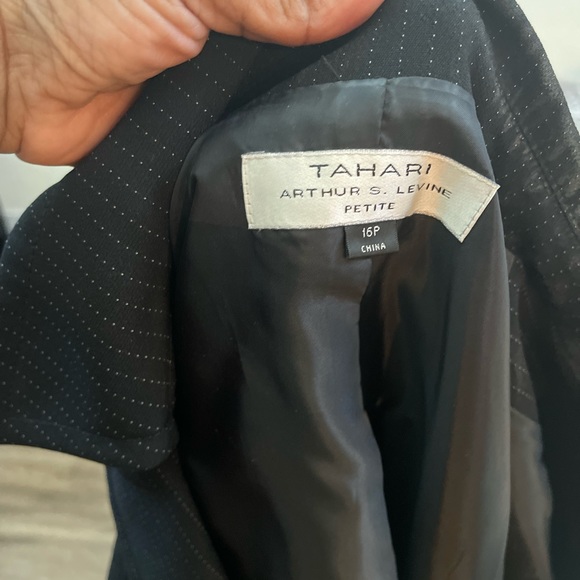 TAHARI
ARTHUR S. LEVINE
PETITE
16P
CHINA